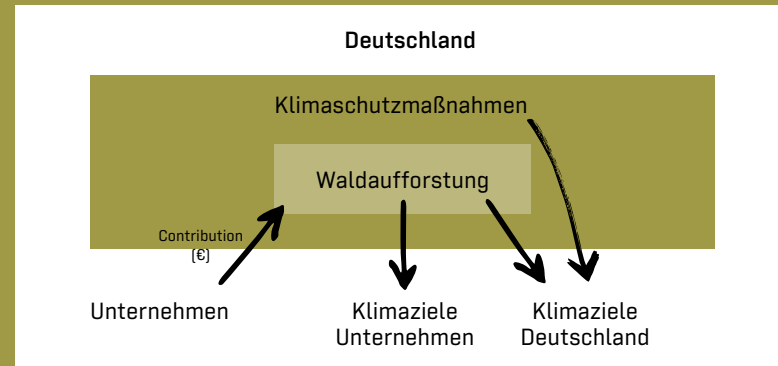 Deutschland
Klimaschutzmaßnahmen
Waldaufforstung
Contribution
(€)
Unternehmen
Klimaziele
Unternehmen
Klimaziele
Deutschland